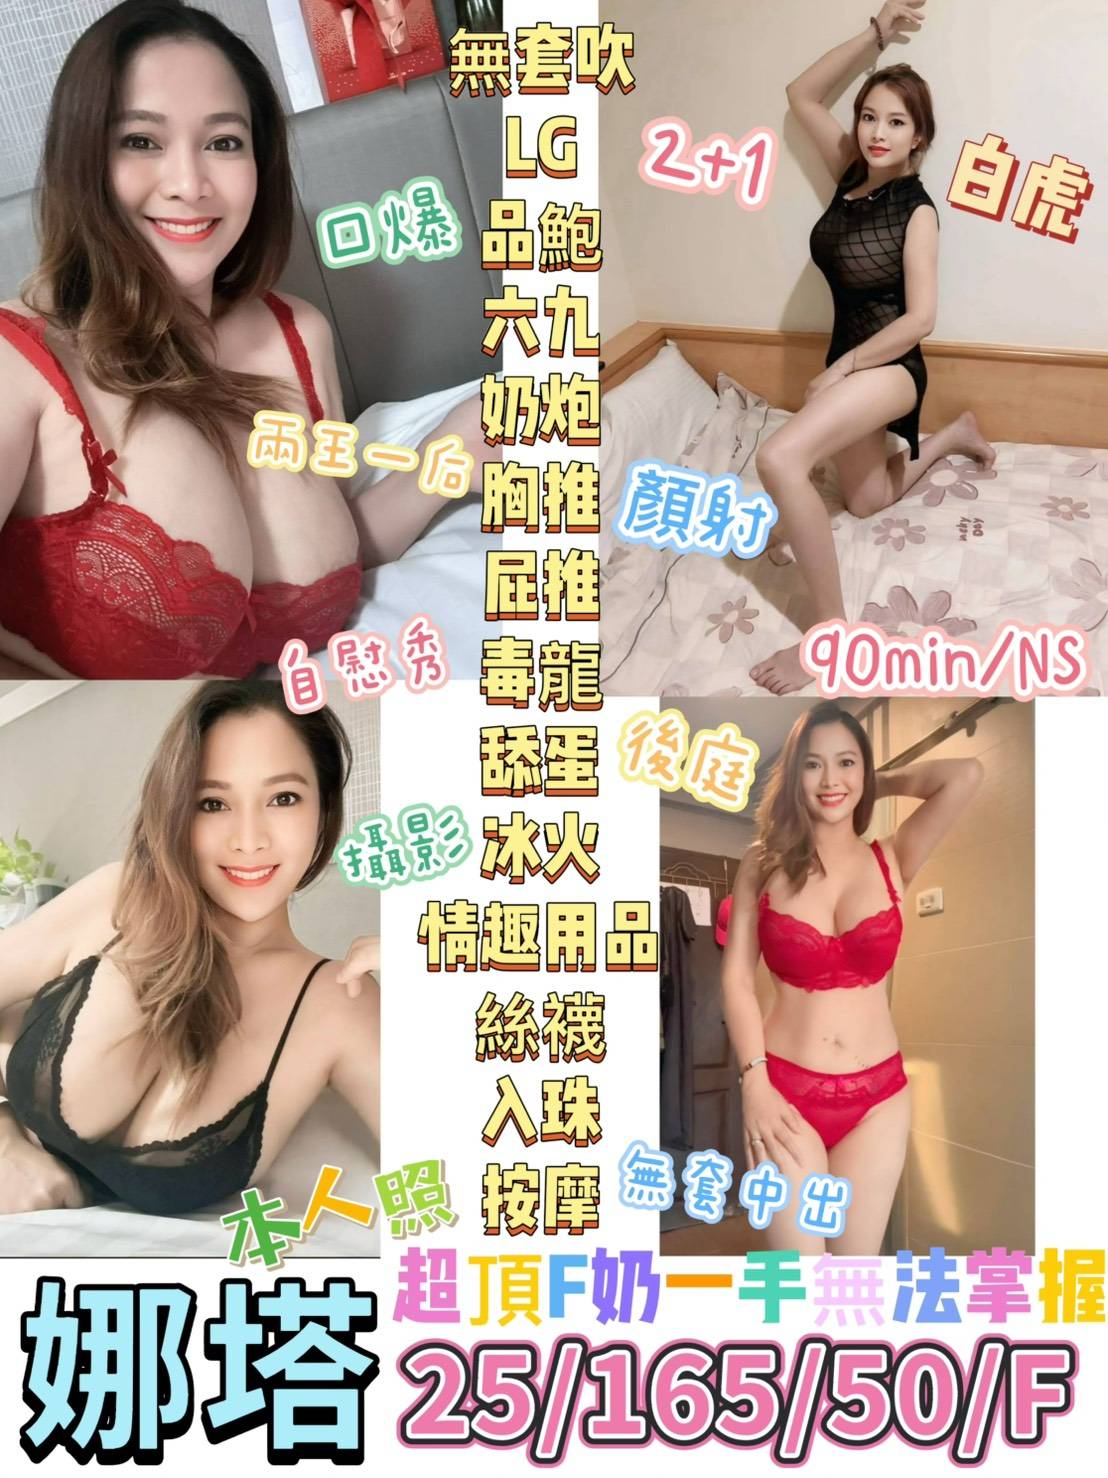 無套吹
LG
2+1
白虎
口爆
品鮑
六九
奶炮
兩王一后
胸推
顏射
屁推
自慰秀
毒龍
90min/NS
舔蛋
後庭
攝影
冰火
情趣用品
絲襪
入珠
按摩
無套中出
本人照
超頂F奶一手無法掌握
娜塔
25/165/50/F